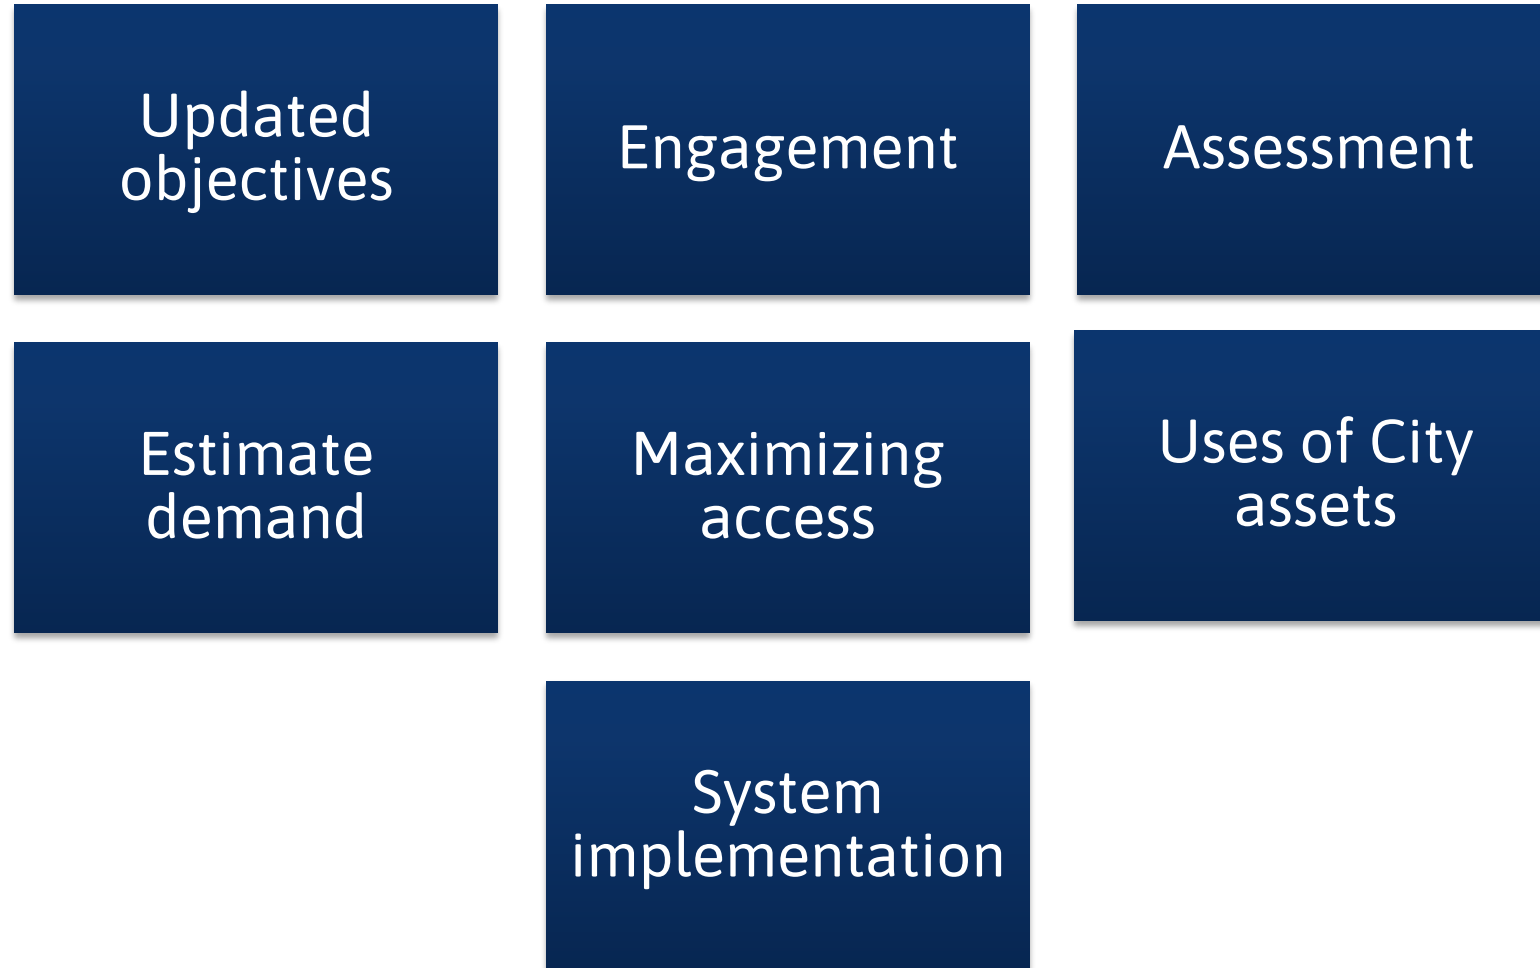 Updated
objectives
Engagement
Assessment
Estimate
demand
Maximizing
access
Uses of City
assets
System
implementation